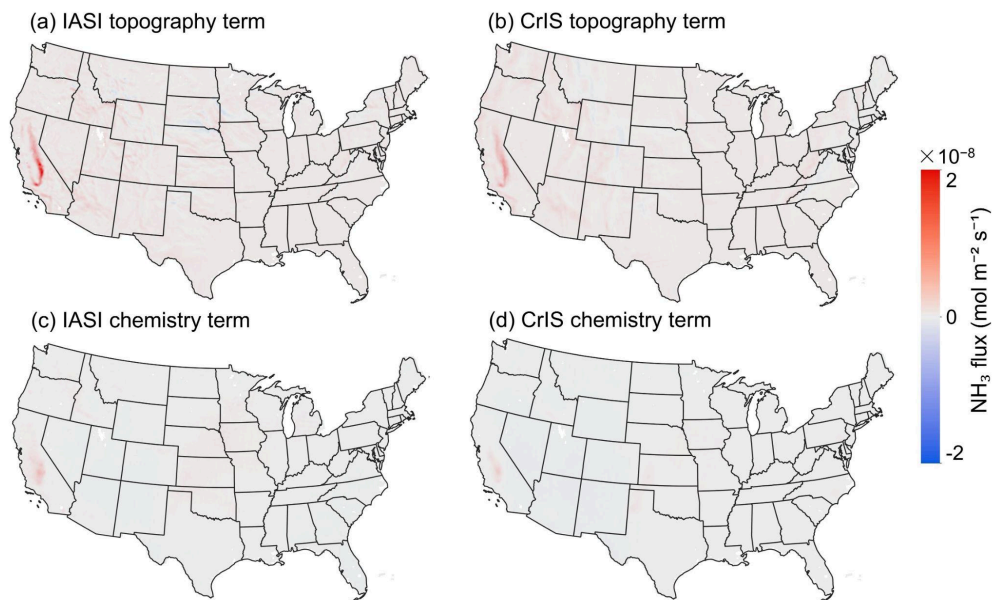 (a) IASI topography term
(b) CrIS topography term
×10⁻⁸
2
0
-2
NH₃ flux (mol m⁻² s⁻¹)
(c) IASI chemistry term
(d) CrIS chemistry term